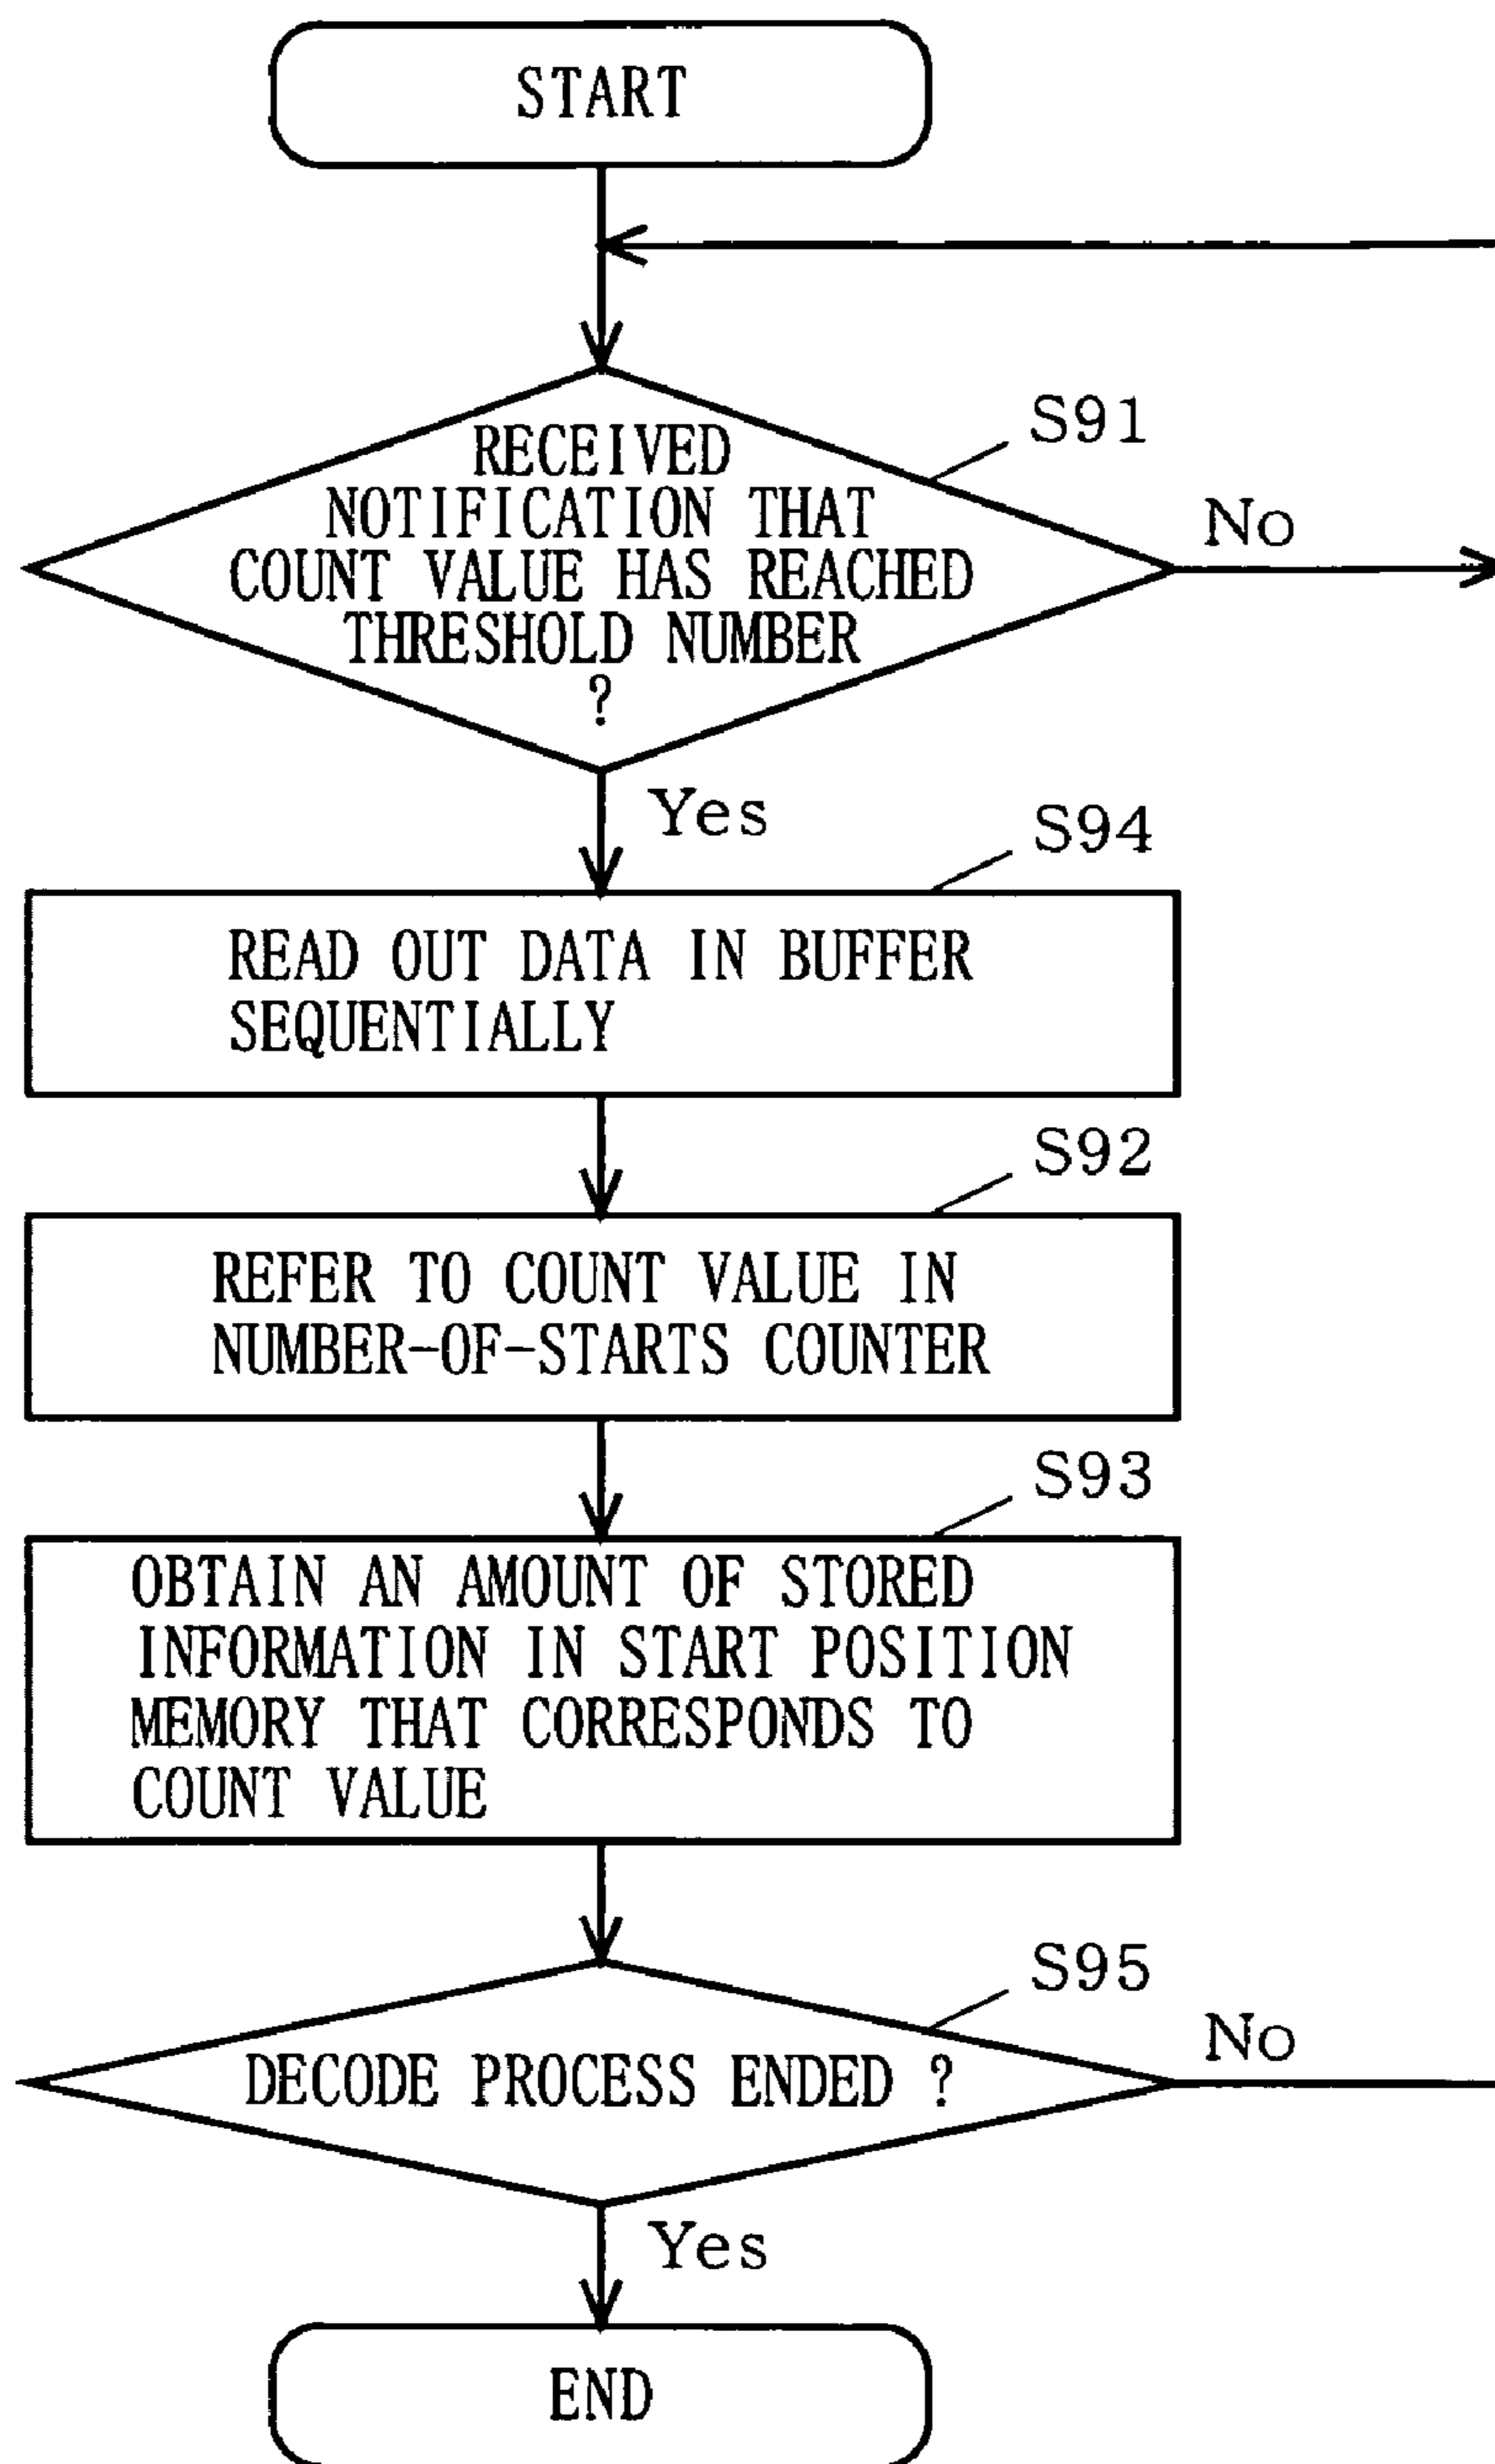 START
S91
RECEIVED
NOTIFICATION THAT
COUNT VALUE HAS REACHED
THRESHOLD NUMBER
?
No
Yes
S94
READ OUT DATA IN BUFFER
SEQUENTIALLY
S92
REFER TO COUNT VALUE IN
NUMBER-OF-STARTS COUNTER
S93
OBTAIN AN AMOUNT OF STORED
INFORMATION IN START POSITION
MEMORY THAT CORRESPONDS TO
COUNT VALUE
S95
DECODE PROCESS ENDED ?
No
Yes
END